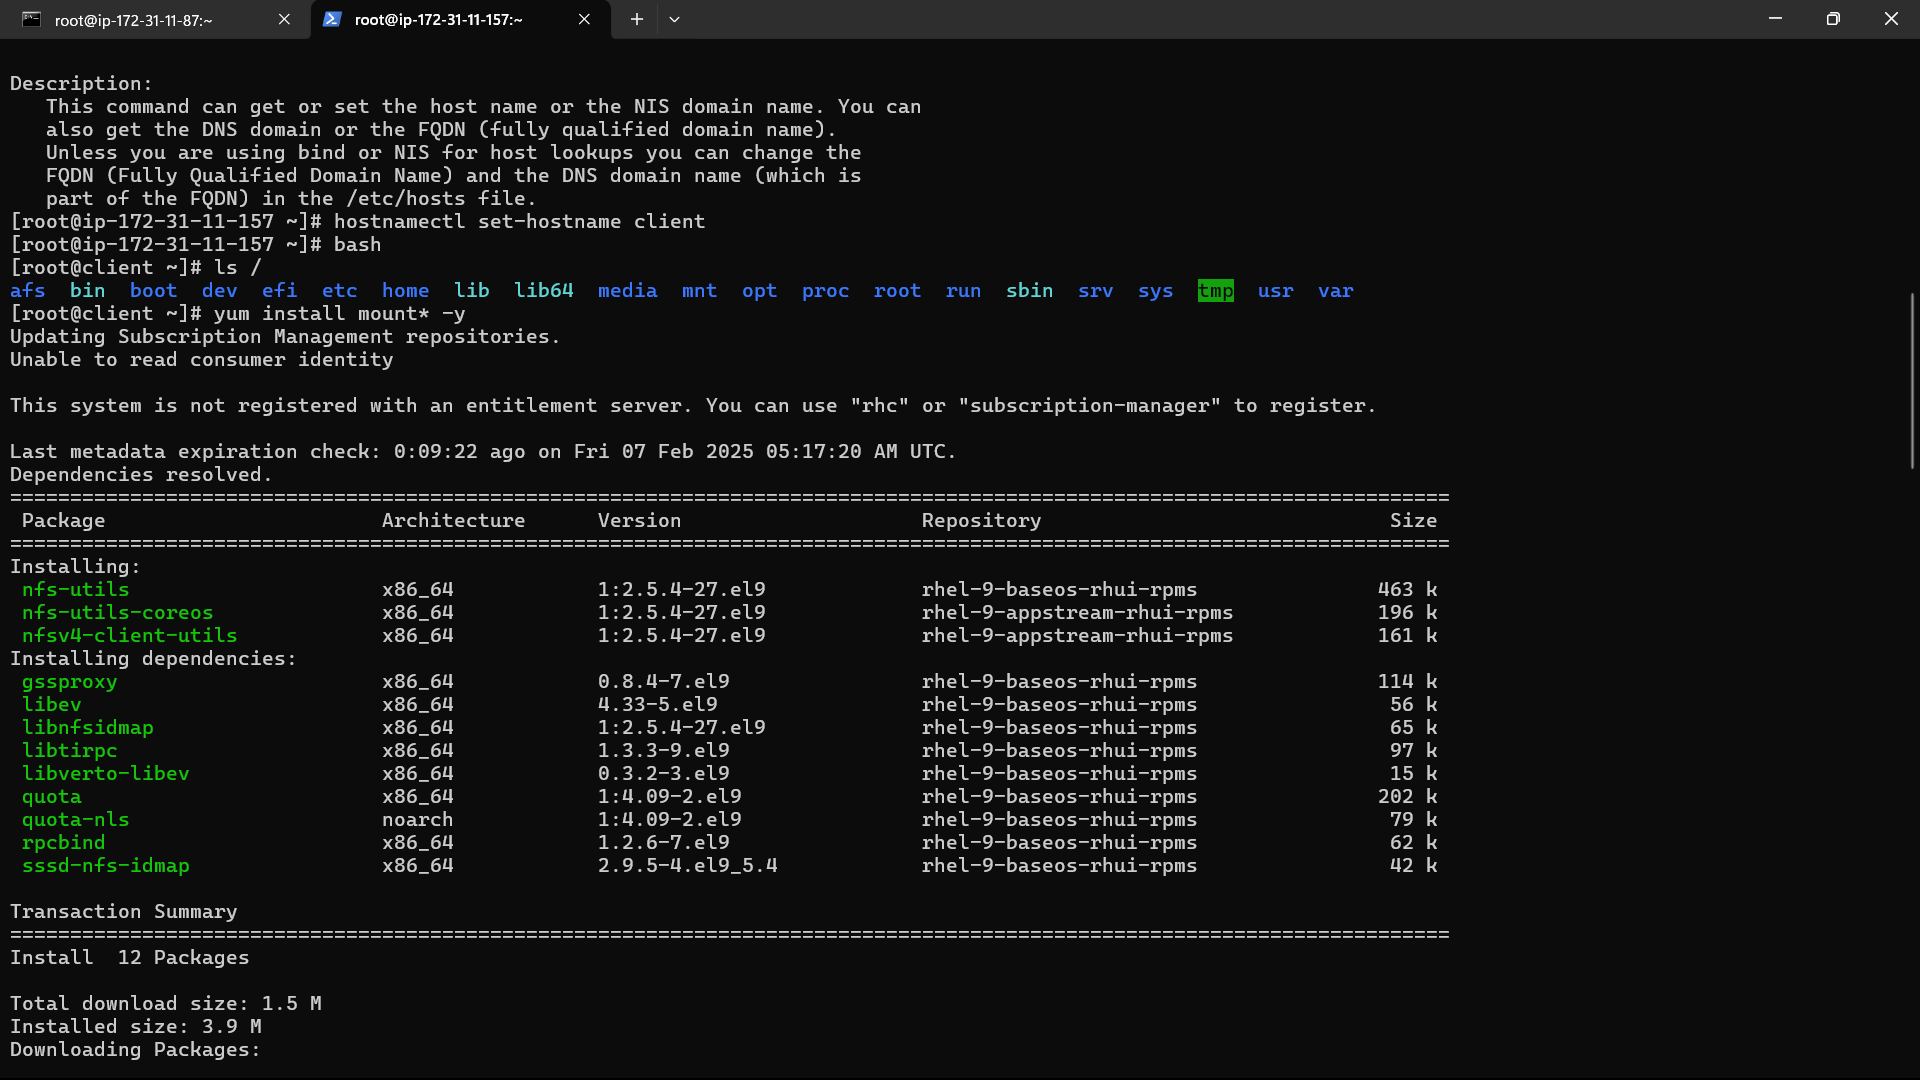 root@ip-172-31-11-87:~
root@ip-172-31-11-157:~
Description:
   This command can get or set the host name or the NIS domain name. You can
   also get the DNS domain or the FQDN (fully qualified domain name).
   Unless you are using bind or NIS for host lookups you can change the
   FQDN (Fully Qualified Domain Name) and the DNS domain name (which is
   part of the FQDN) in the /etc/hosts file.
[root@ip-172-31-11-157 ~]# hostnamectl set-hostname client
[root@ip-172-31-11-157 ~]# bash
[root@client ~]# ls /
afs  bin  boot  dev  efi  etc  home  lib  lib64  media  mnt  opt  proc  root  run  sbin  srv  sys  tmp  usr  var
[root@client ~]# yum install mount* -y
Updating Subscription Management repositories.
Unable to read consumer identity
This system is not registered with an entitlement server. You can use "rhc" or "subscription-manager" to register.
Last metadata expiration check: 0:09:22 ago on Fri 07 Feb 2025 05:17:20 AM UTC.
Dependencies resolved.
================================================================================
 Package  Architecture  Version  Repository  Size
================================================================================
Installing:
 nfs-utils  x86_64  1:2.5.4-27.el9  rhel-9-baseos-rhui-rpms  463 k
 nfs-utils-coreos  x86_64  1:2.5.4-27.el9  rhel-9-appstream-rhui-rpms  196 k
 nfsv4-client-utils  x86_64  1:2.5.4-27.el9  rhel-9-appstream-rhui-rpms  161 k
Installing dependencies:
 gssproxy  x86_64  0.8.4-7.el9  rhel-9-baseos-rhui-rpms  114 k
 libev  x86_64  4.33-5.el9  rhel-9-baseos-rhui-rpms  56 k
 libnfsidmap  x86_64  1:2.5.4-27.el9  rhel-9-baseos-rhui-rpms  65 k
 libtirpc  x86_64  1.3.3-9.el9  rhel-9-baseos-rhui-rpms  97 k
 libverto-libev  x86_64  0.3.2-3.el9  rhel-9-baseos-rhui-rpms  15 k
 quota  x86_64  1:4.09-2.el9  rhel-9-baseos-rhui-rpms  202 k
 quota-nls  noarch  1:4.09-2.el9  rhel-9-baseos-rhui-rpms  79 k
 rpcbind  x86_64  1.2.6-7.el9  rhel-9-baseos-rhui-rpms  62 k
 sssd-nfs-idmap  x86_64  2.9.5-4.el9_5.4  rhel-9-baseos-rhui-rpms  42 k
Transaction Summary
================================================================================
Install  12 Packages
Total download size: 1.5 M
Installed size: 3.9 M
Downloading Packages: